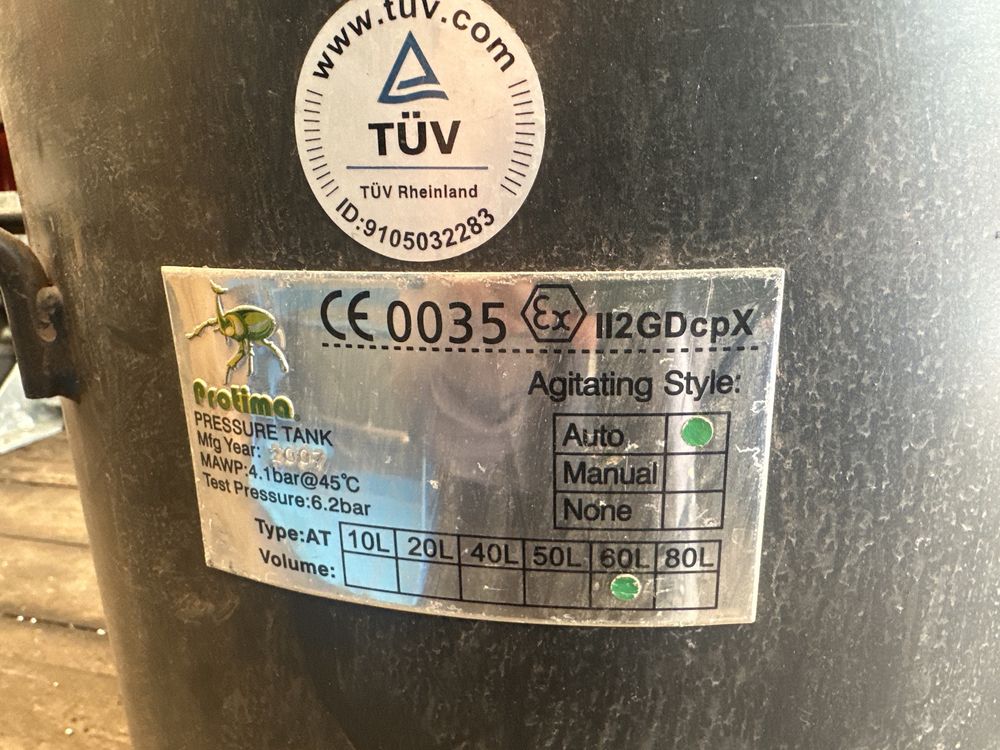 www.tuv.com
TÜV
TÜV Rheinland
ID:9105032283
CE 0035 Ex II2GDcpX
Agitating Style:
Protima®
PRESSURE TANK
Mfg Year: 2007
MAWP:4.1bar@45℃
Test Pressure:6.2bar
Auto
Manual
None
Type:AT 10L 20L 40L 50L 60L 80L
Volume: